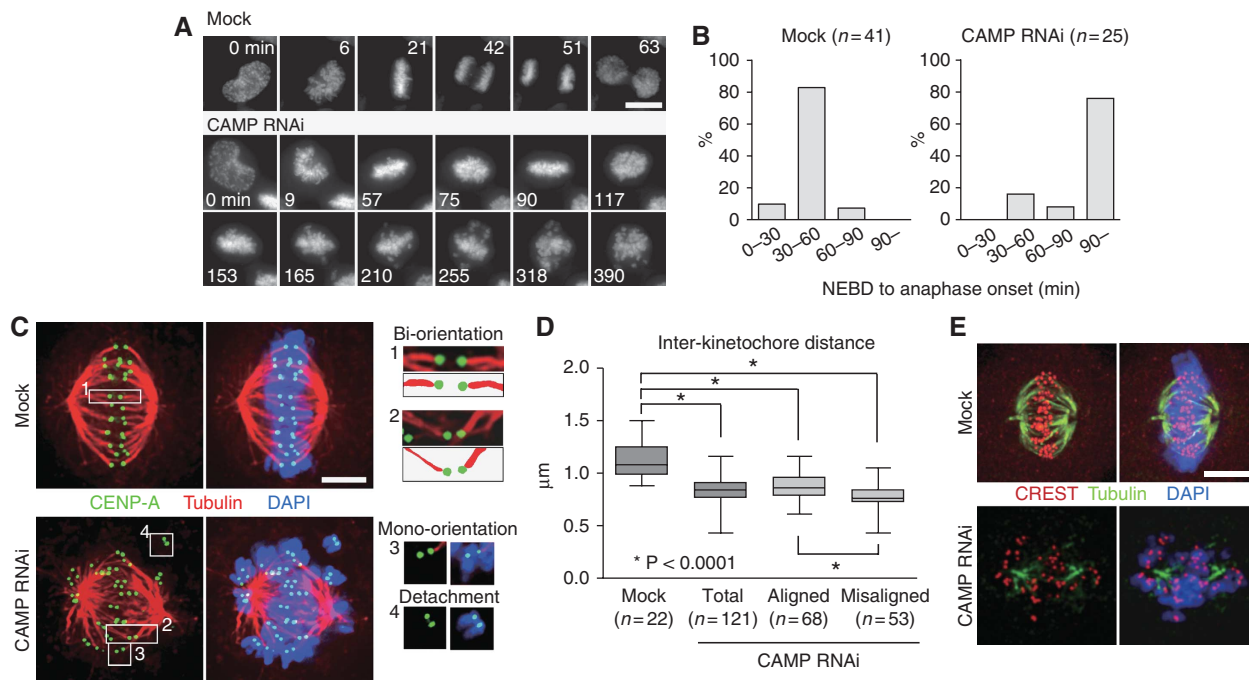 A
Mock
0 min 6 21 42 51 63
CAMP RNAi
0 min 9 57 75 90 117
153 165 210 255 318 390
B
Mock (n=41)
CAMP RNAi (n=25)
%
100
80
60
40
20
0
0–30 30–60 60–90 90–
%
100
80
60
40
20
0
0–30 30–60 60–90 90–
NEBD to anaphase onset (min)
C
Mock
1
CENP-A Tubulin DAPI
CAMP RNAi
4
2
3
Bi-orientation
1
2
Mono-orientation
3
Detachment
4
D
Inter-kinetochore distance
μm
2.0
1.5
1.0
0.5
0.0
*
*
*
*
* P < 0.0001
Mock Total Aligned Misaligned
(n=22) (n=121) (n=68) (n=53)
CAMP RNAi
E
Mock
CREST Tubulin DAPI
CAMP RNAi